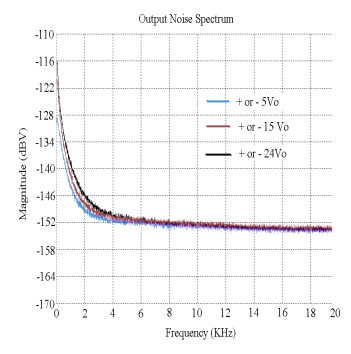 Output Noise Spectrum
-110
-116
-122
-128
-134
-140
-146
-152
-158
-164
-170
Magnitude (dBV)
+ or - 5Vo
+ or - 15 Vo
+ or - 24Vo
0 2 4 6 8 10 12 14 16 18 20
Frequency (KHz)